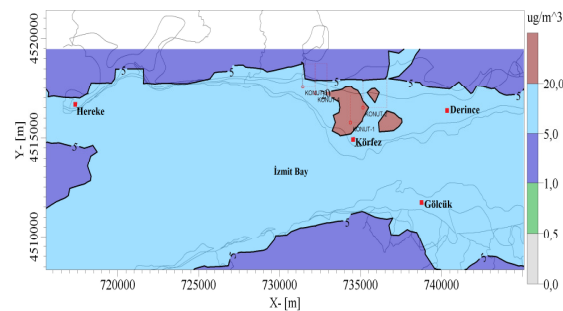 ug/m^3
4520000
4515000
4510000
Y- [m]
5
5
5
5
Hereke
KONUT-1
Derince
Körfez
5
İzmit Bay
Gölcük
5
5
20,0
5,0
1,0
0,5
0,0
720000
725000
730000
735000
740000
X- [m]